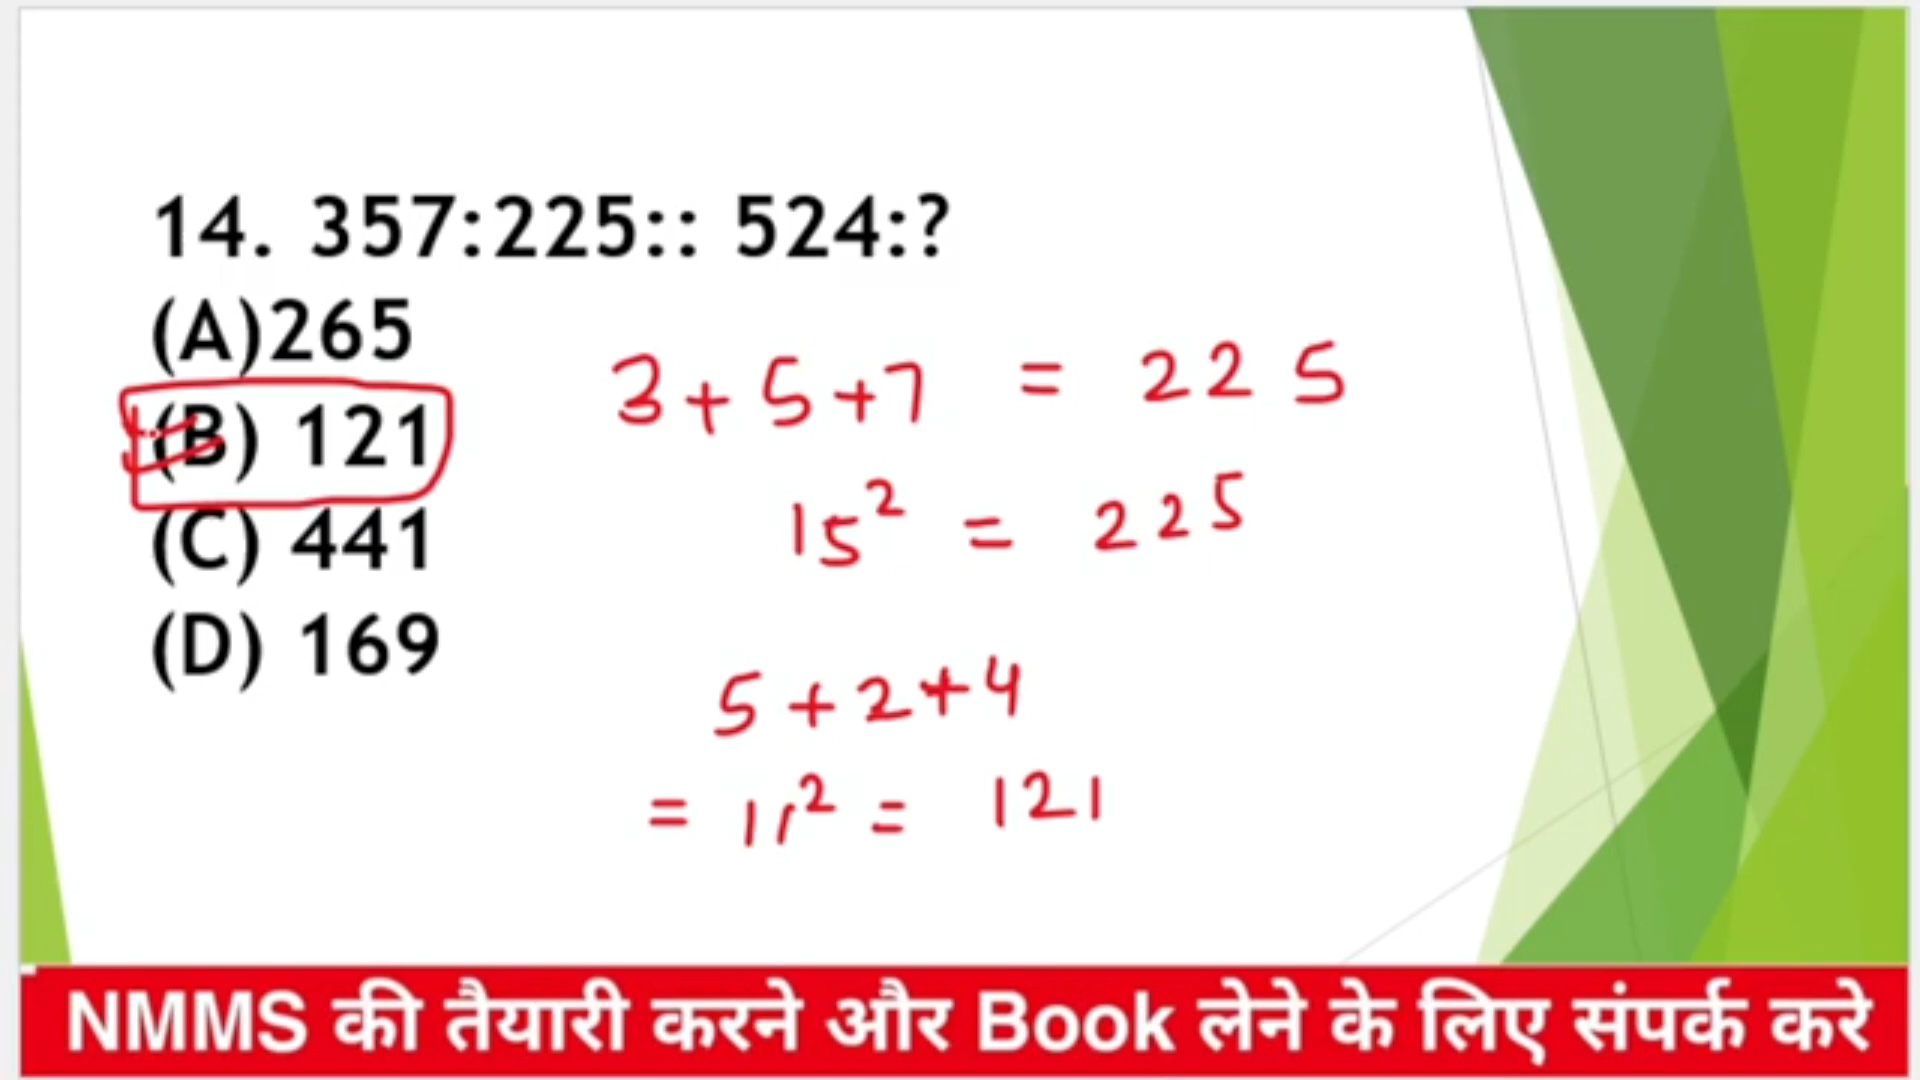 14. 357:225:: 524:?
(A)265
(B) 121
(C) 441
(D) 169
3+5+7 = 225
15² = 225
5+2+4
= 11² = 121
NMMS की तैयारी करने और Book लेने के लिए संपर्क करे